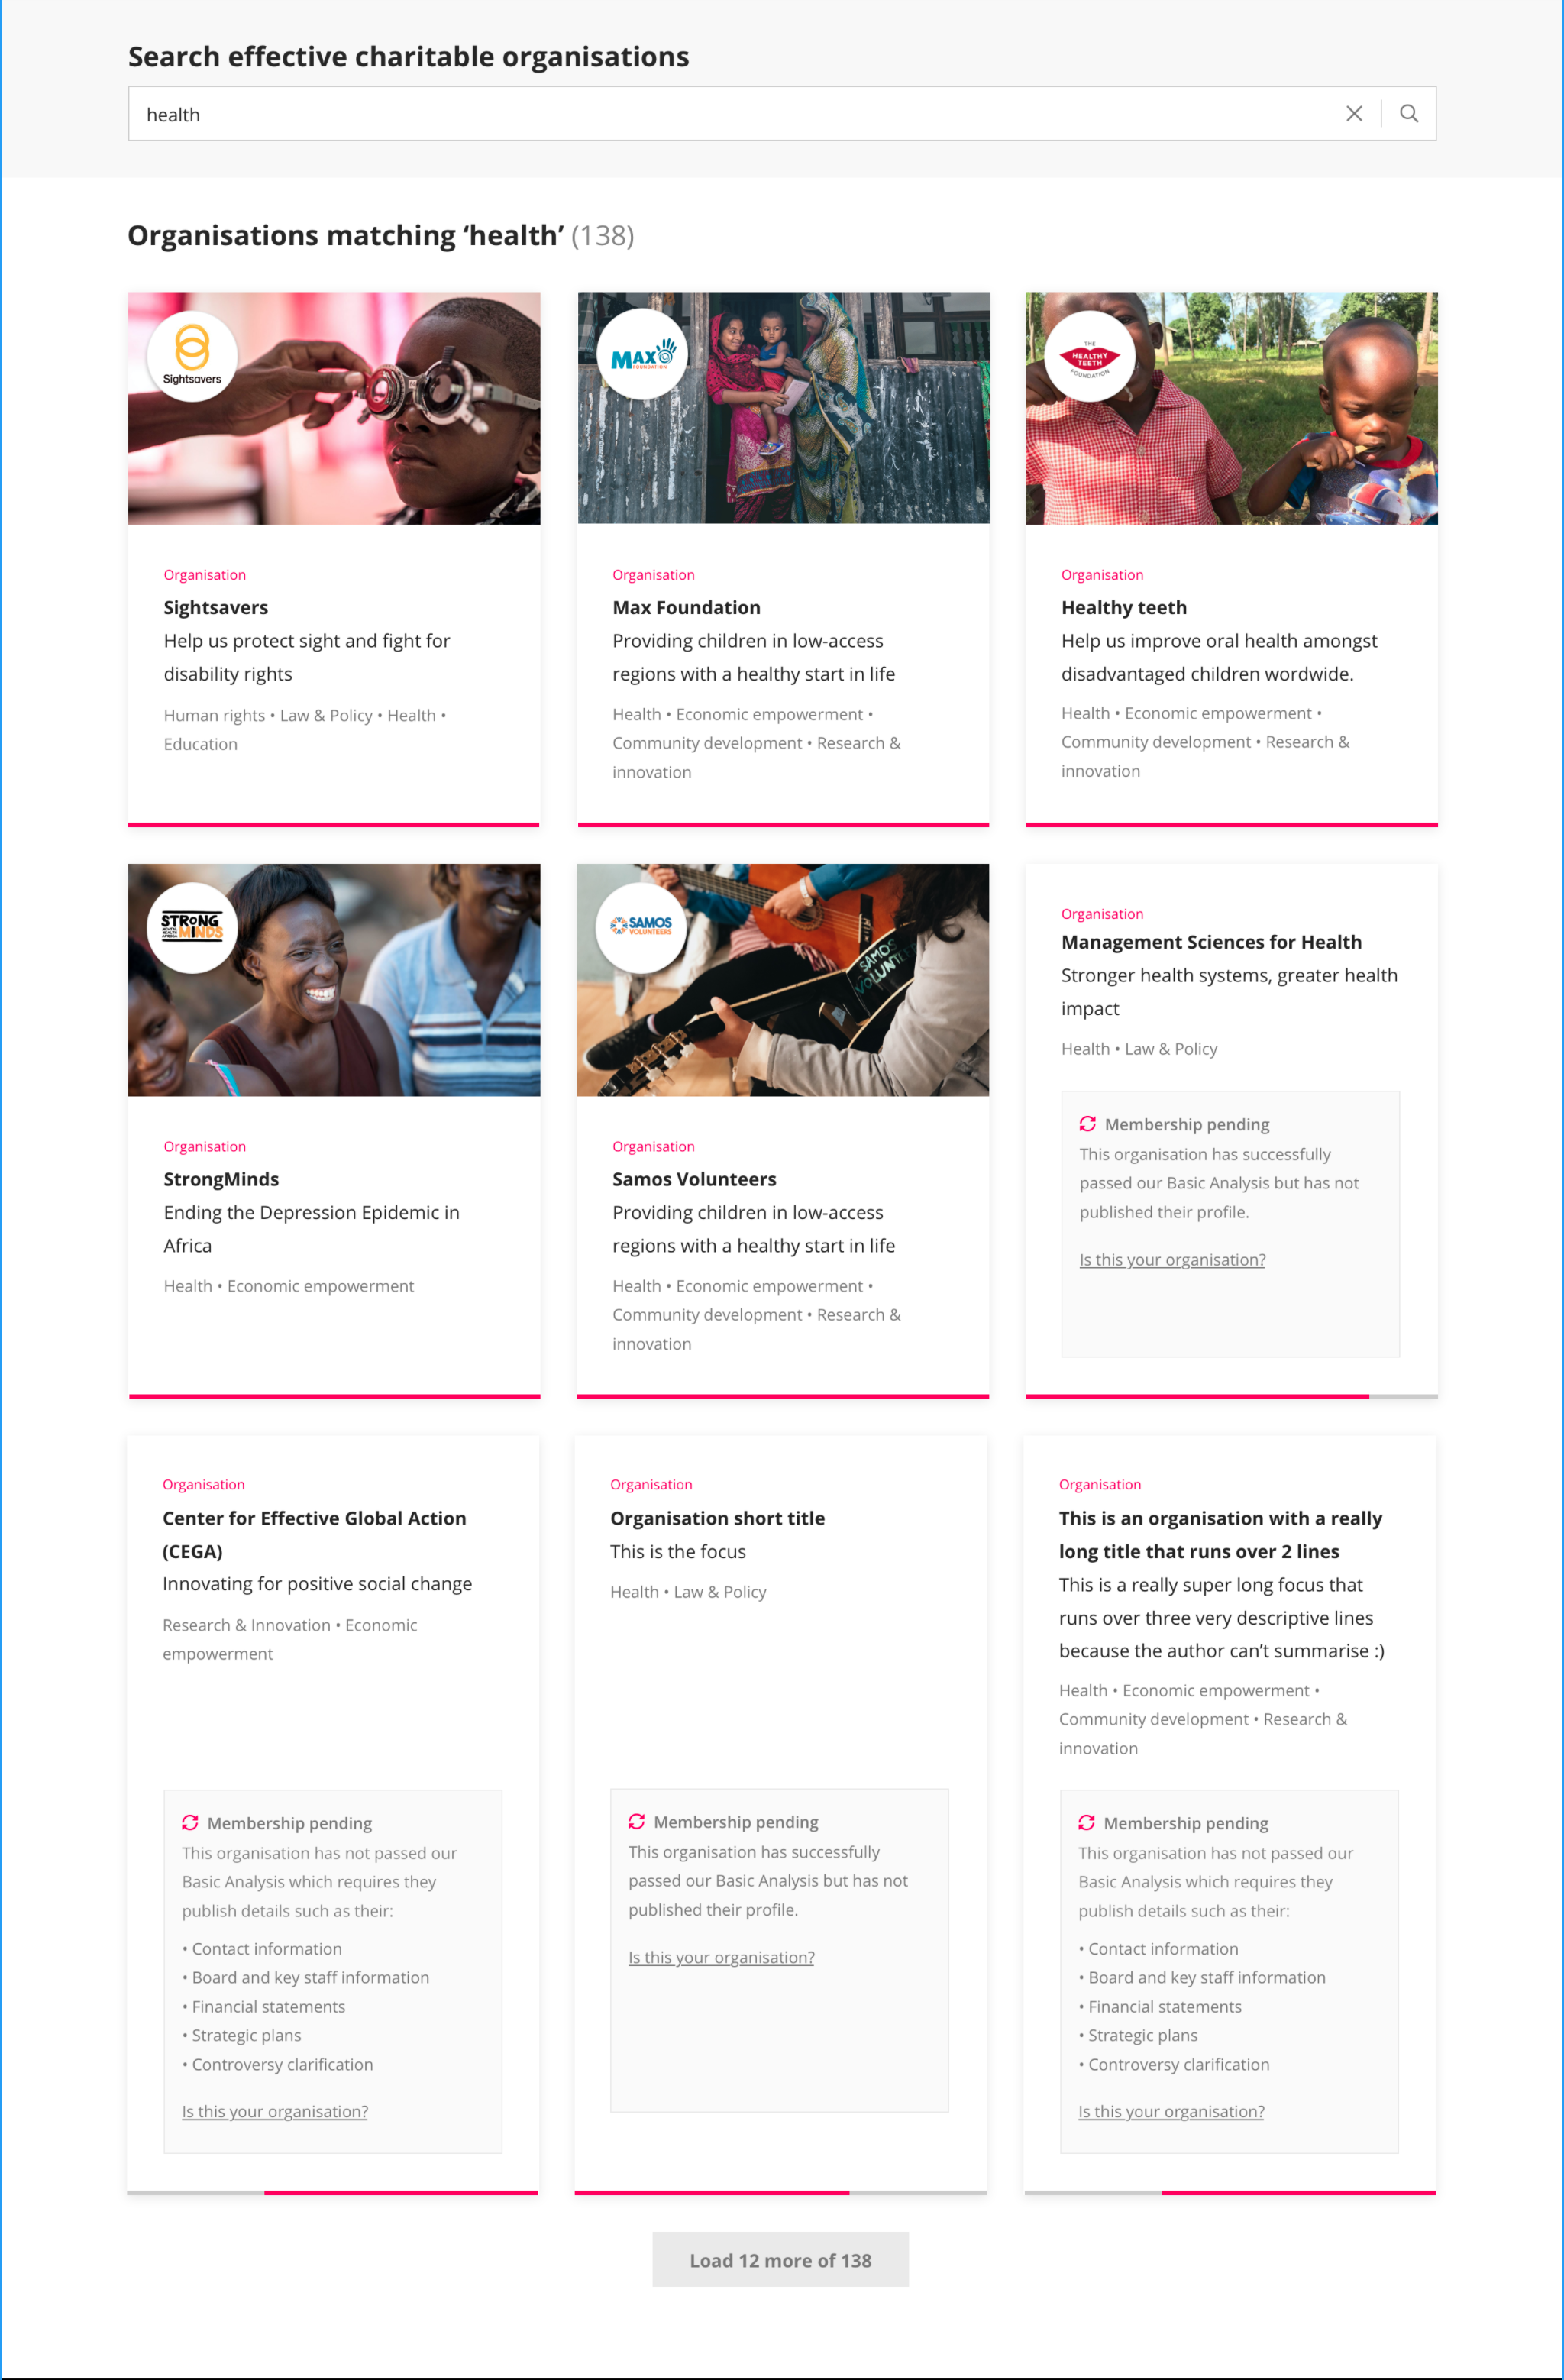 Search effective charitable organisations
health
Organisations matching ‘health’ (138)
Sightsavers
Organisation
Sightsavers
Help us protect sight and fight for
disability rights
Human rights • Law & Policy • Health •
Education
MAX
FOUNDATION
Organisation
Max Foundation
Providing children in low-access
regions with a healthy start in life
Health • Economic empowerment •
Community development • Research &
innovation
THE
HEALTHY
TEETH
FOUNDATION
Organisation
Healthy teeth
Help us improve oral health amongst
disadvantaged children wordwide.
Health • Economic empowerment •
Community development • Research &
innovation
STRONG
MENTAL
HEALTH
AFRICA
MINDS
Organisation
StrongMinds
Ending the Depression Epidemic in
Africa
Health • Economic empowerment
SAMOS
VOLUNTEERS
SAMOS
VOLUNTE
Organisation
Samos Volunteers
Providing children in low-access
regions with a healthy start in life
Health • Economic empowerment •
Community development • Research &
innovation
Organisation
Management Sciences for Health
Stronger health systems, greater health
impact
Health • Law & Policy
Membership pending
This organisation has successfully
passed our Basic Analysis but has not
published their profile.
Is this your organisation?
Organisation
Center for Effective Global Action
(CEGA)
Innovating for positive social change
Research & Innovation • Economic
empowerment
Membership pending
This organisation has not passed our
Basic Analysis which requires they
publish details such as their:
• Contact information
• Board and key staff information
• Financial statements
• Strategic plans
• Controversy clarification
Is this your organisation?
Organisation
Organisation short title
This is the focus
Health • Law & Policy
Membership pending
This organisation has successfully
passed our Basic Analysis but has not
published their profile.
Is this your organisation?
Organisation
This is an organisation with a really
long title that runs over 2 lines
This is a really super long focus that
runs over three very descriptive lines
because the author can’t summarise :)
Health • Economic empowerment •
Community development • Research &
innovation
Membership pending
This organisation has not passed our
Basic Analysis which requires they
publish details such as their:
• Contact information
• Board and key staff information
• Financial statements
• Strategic plans
• Controversy clarification
Is this your organisation?
Load 12 more of 138